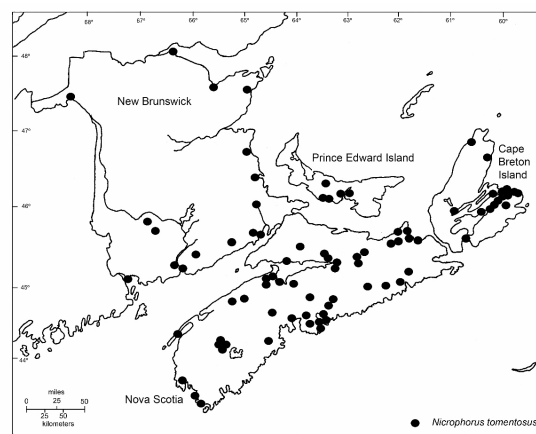 68° 67° 66° 65° 64° 63° 62° 61° 60°
48°
New Brunswick
47°
Prince Edward Island
Cape
Breton
Island
46°
45°
44°
Nova Scotia
miles
0 25 50
0 25 50
kilometers
Nicrophorus tomentosus